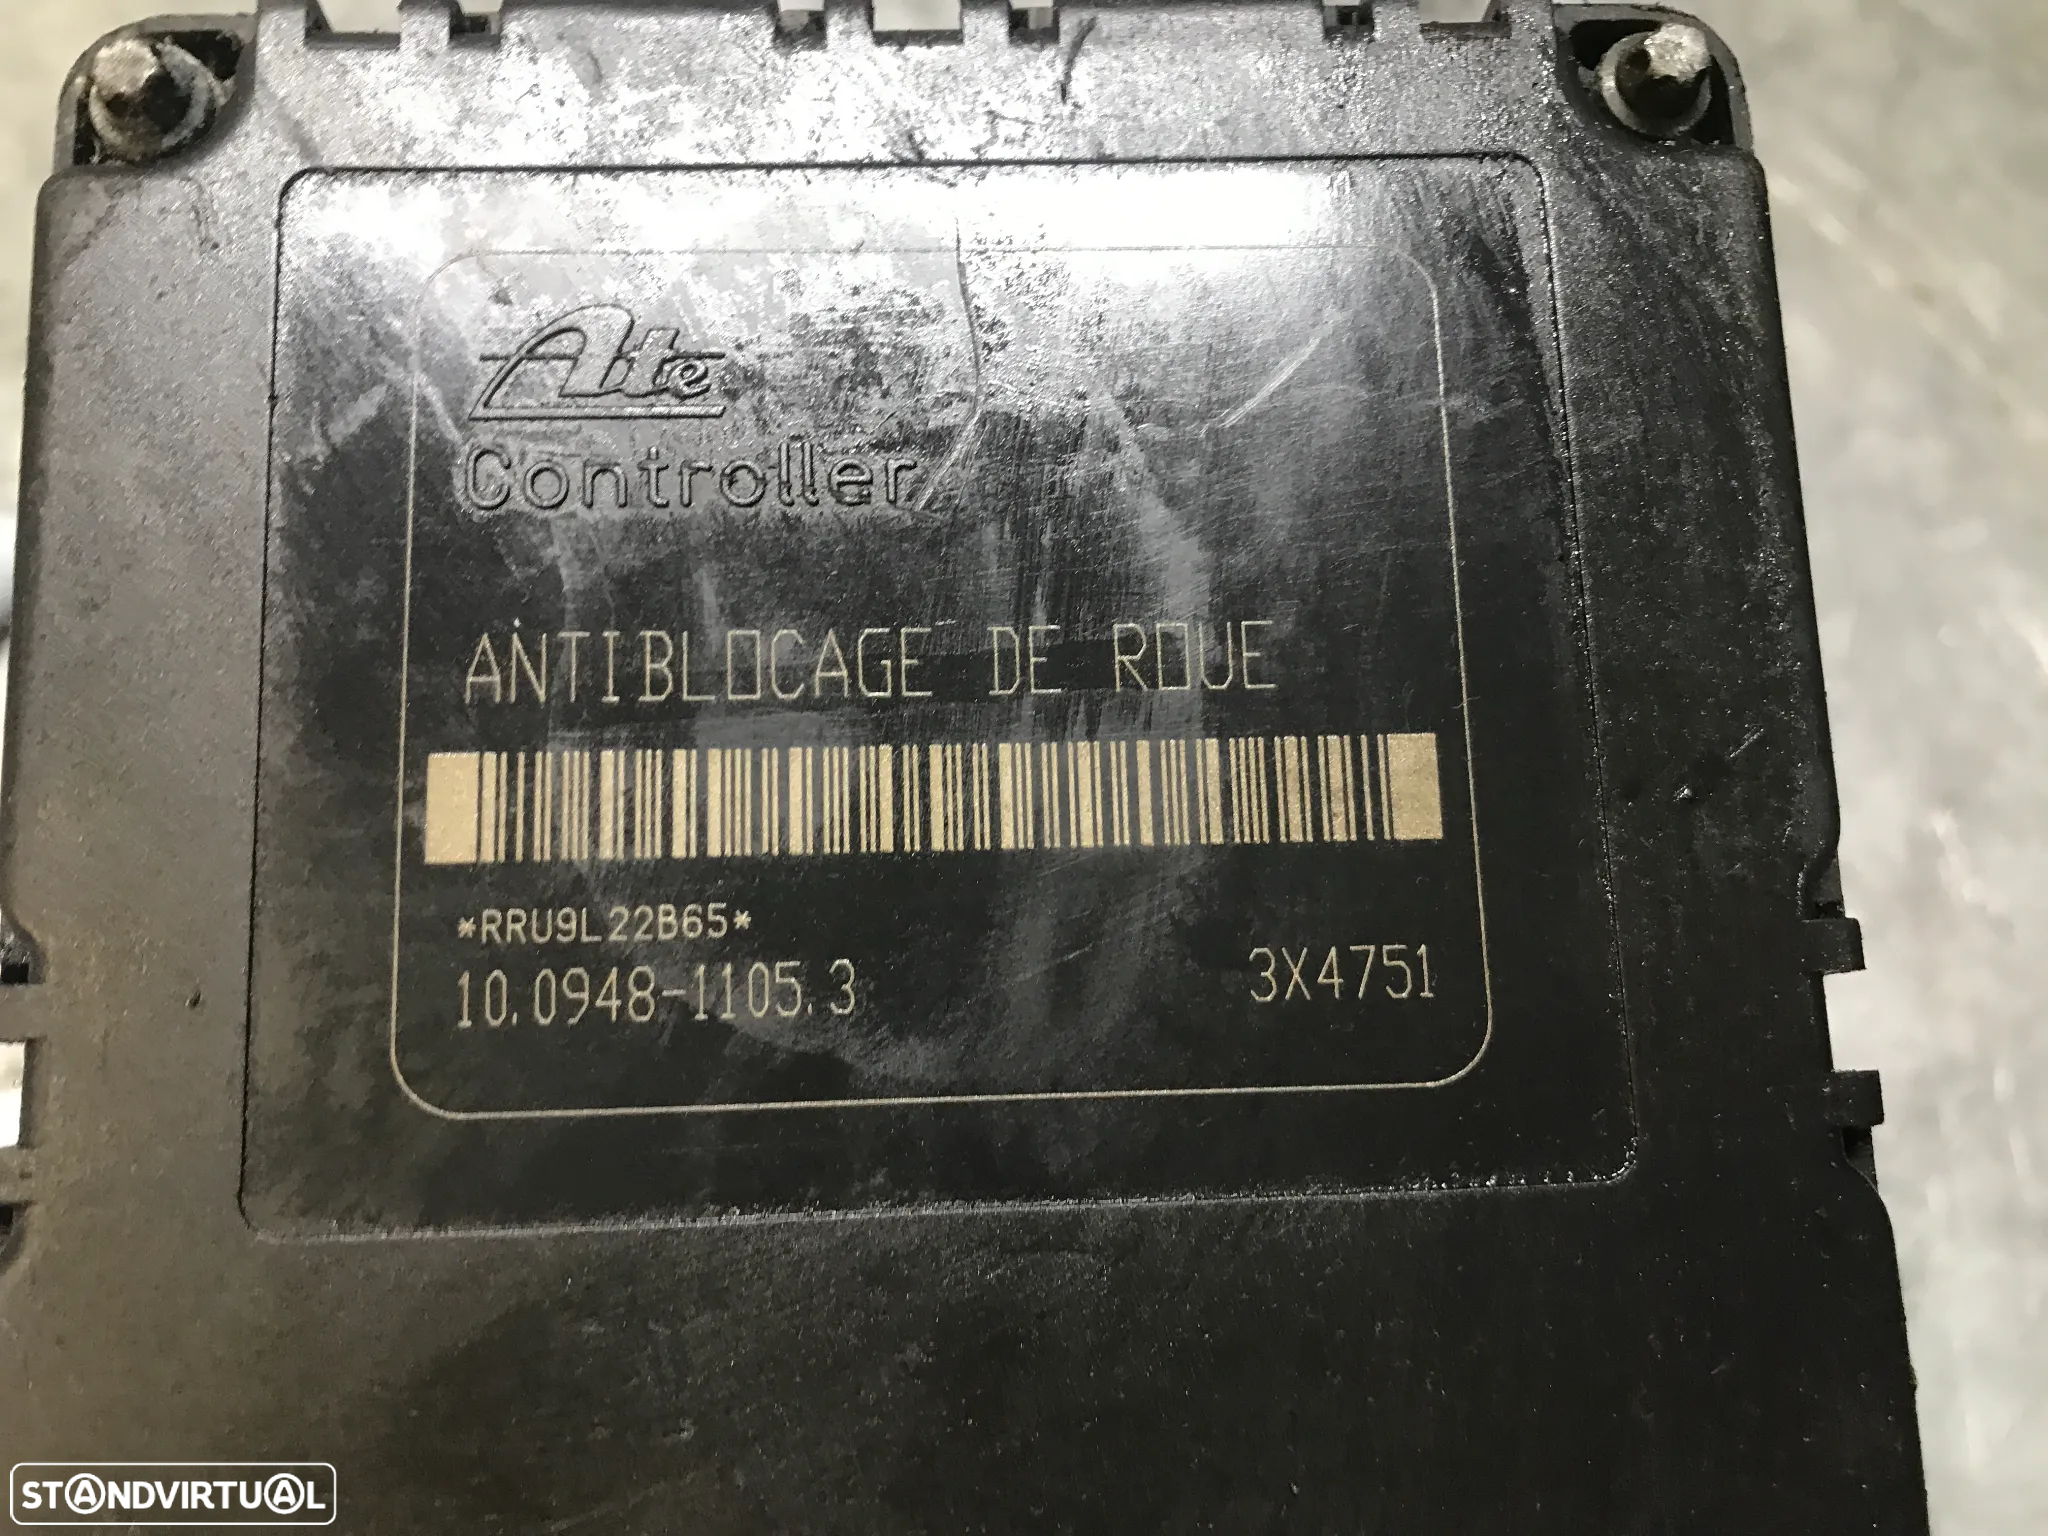 Ate
Controller
ANTIBLOCAGE DE ROUE
*RRU9L22B65*
10.0948-1105.3 3X4751
STANDVIRTUAL